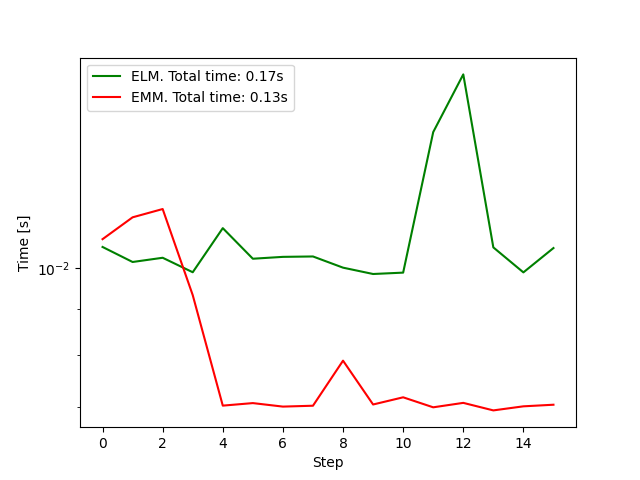 ELM. Total time: 0.17s
EMM. Total time: 0.13s
Time [s]
10⁻²
0 2 4 6 8 10 12 14
Step